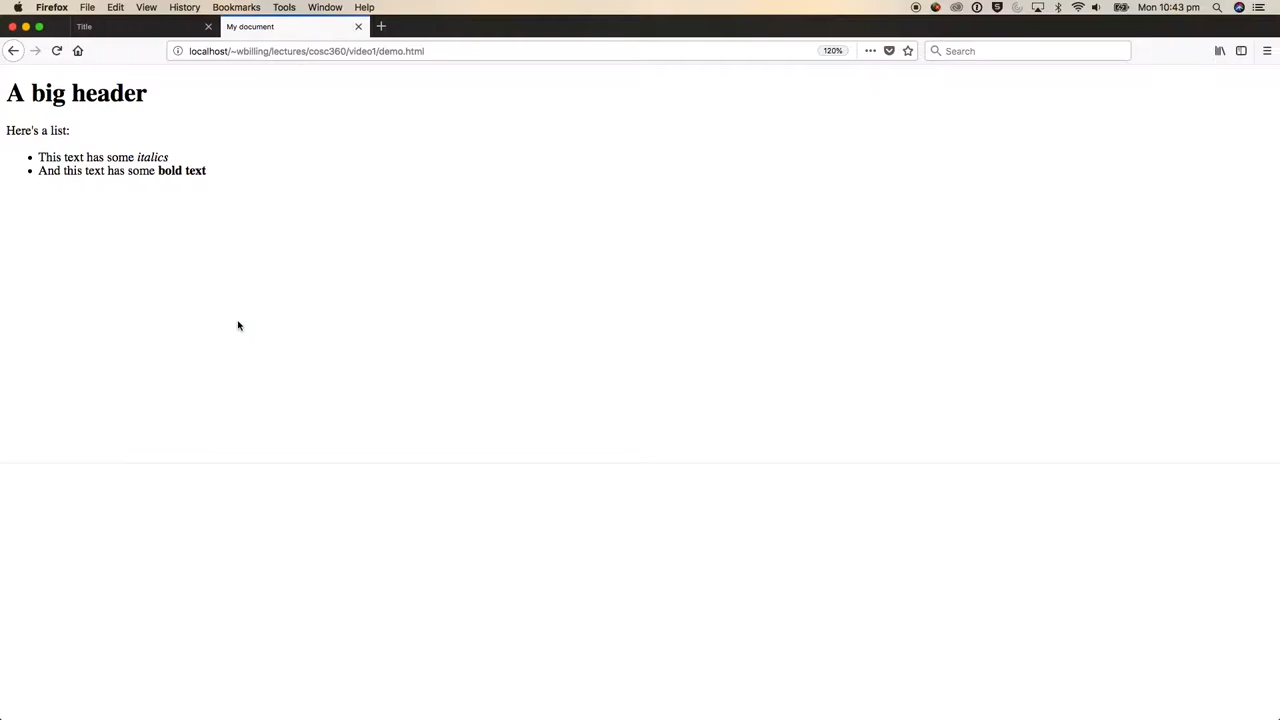 Firefox File Edit View History Bookmarks Tools Window Help Mon 10:43 pm
Title My document
localhost/~wbilling/lectures/cosc360/video1/demo.html 120% Search
A big header
Here's a list:
This text has some italics
And this text has some bold text